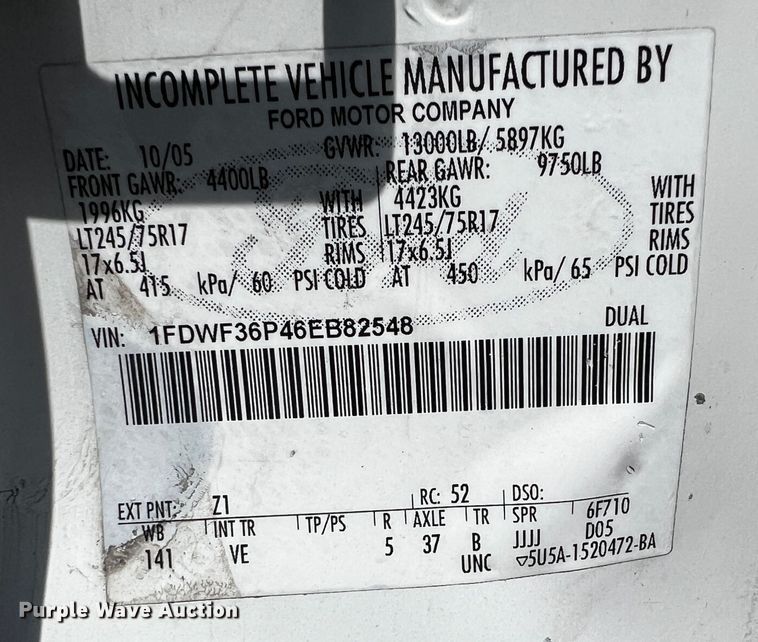 INCOMPLETE VEHICLE MANUFACTURED BY
FORD MOTOR COMPANY
DATE: 10/05 GVWR: 13000LB/ 5897KG
FRONT GAWR: 4400LB REAR GAWR: 9750LB
1996KG WITH 4423KG WITH
LT245/75R17 TIRES LT245/75R17 TIRES
17x6.5J RIMS 17x6.5J RIMS
AT 415 kPa/ 60 PSI COLD AT 450 kPa/ 65 PSI COLD
VIN: 1FDWF36P46EB82548 DUAL
EXT PNT: Z1 RC: 52 DSO:
WB INT TR TP/PS R AXLE TR SPR 6F710
141 VE 5 37 B JJJJ D05
UNC ▽5U5A-1520472-BA
Purple Wave Auction